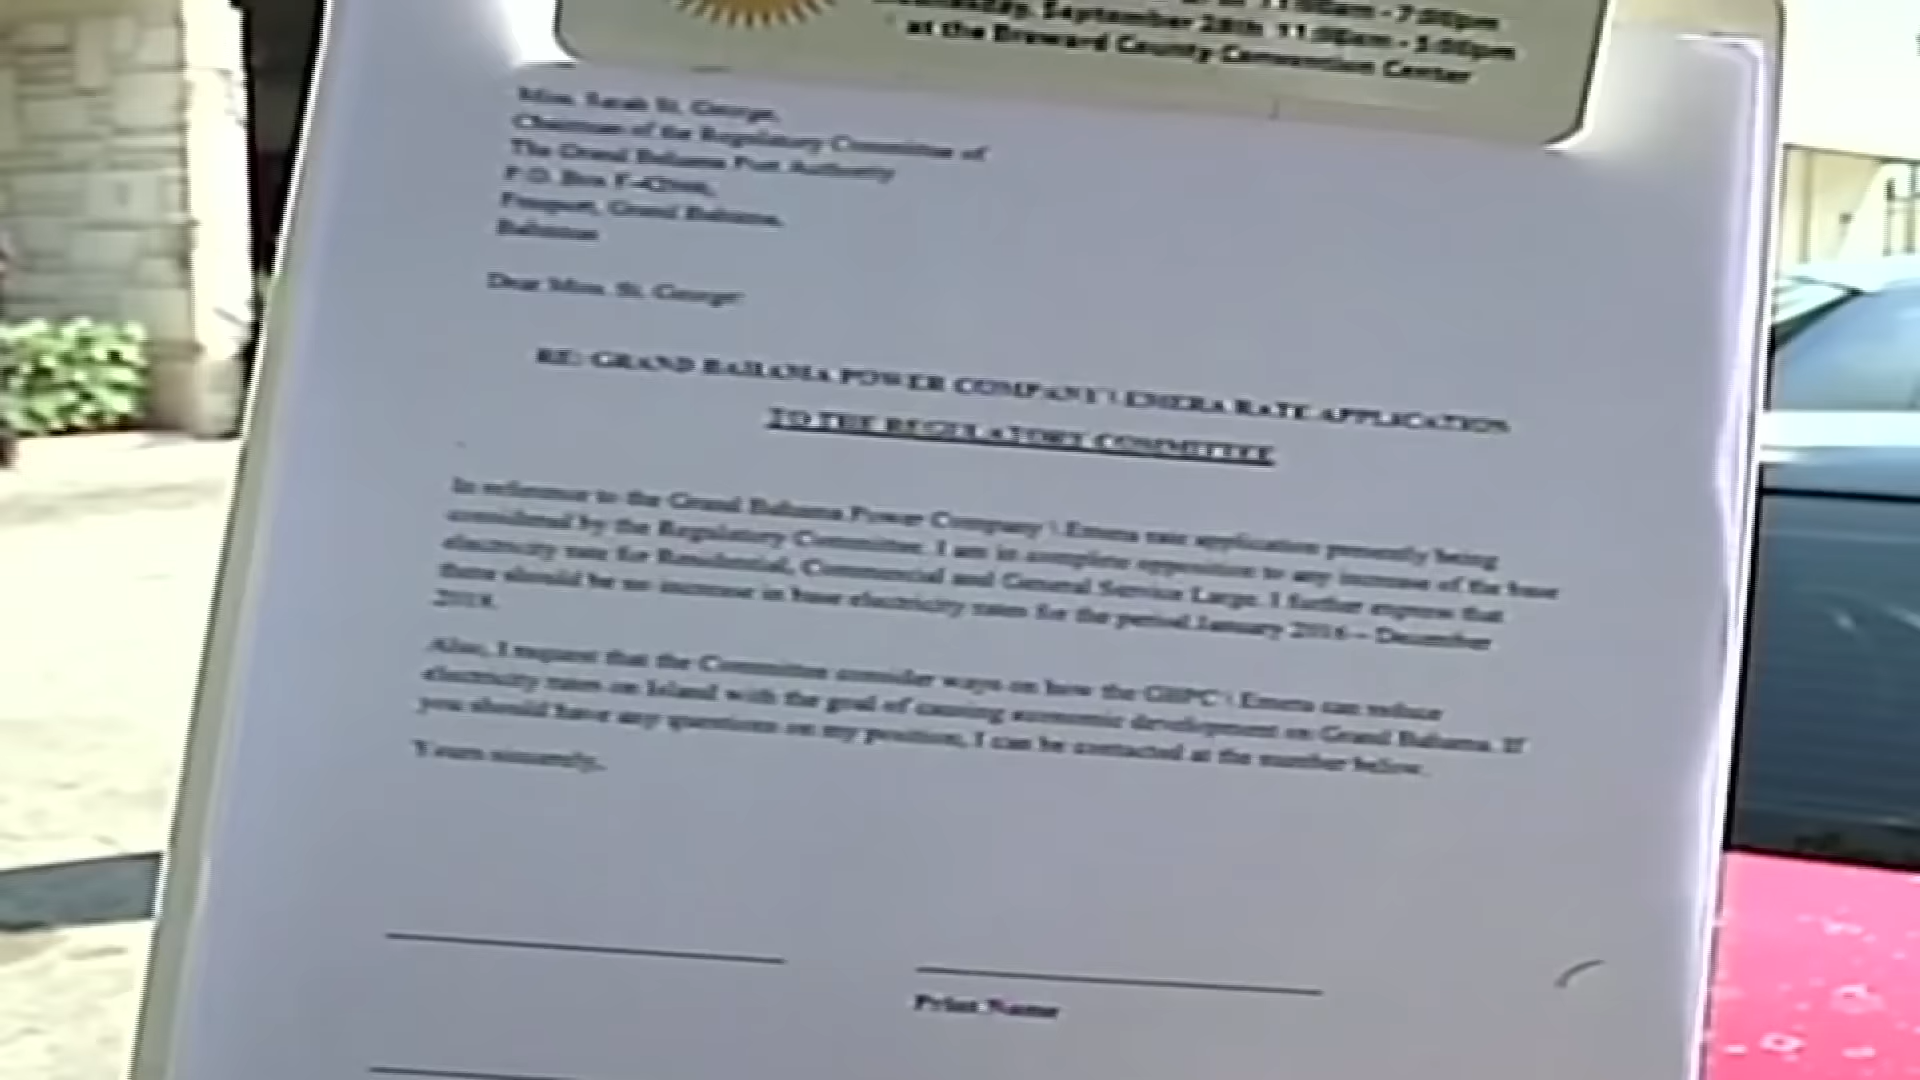 11:00am - 7:00pm
September 28th 11:00am - 3:00pm
at the Broward County Convention Center
Miss. Sarah St. George,
Chairman of the Regulatory Committee of
The Grand Bahama Port Authority
P.O. Box
Freeport, Grand Bahama,
Bahamas
Dear Miss. St. George:
RE: GRAND BAHAMA POWER COMPANY \ EMERA RATE APPLICATION
TO THE REGULATORY COMMITTEE
In reference to the Grand Bahama Power Company \ Emera rate application presently being
considered by the Regulatory Committee. I am in complete opposition to any increase of the base
electricity rate for Residential, Commercial and General Service Large. I further express that
there should be no increase in base electricity rates for the period January 2016 – December
2018.
Also, I request that the Committee consider ways on how the GBPC \ Emera can reduce
electricity rates on Island with the goal of causing economic development on Grand Bahama. If
you should have any questions on my position, I can be contacted at the number below.
Yours sincerely,
Print Name